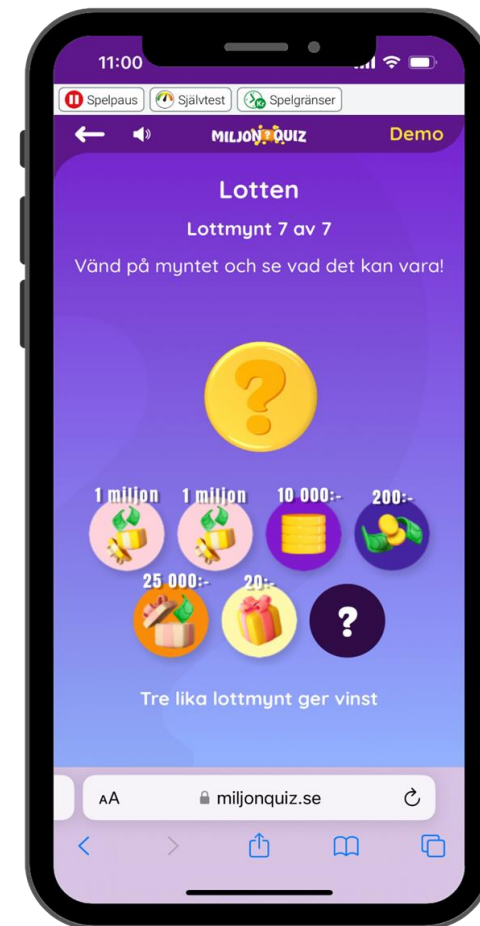 11:00
Spelpaus Självtest Spelgränser
MILJON?QUIZ Demo
Lotten
Lottmynt 7 av 7
Vänd på myntet och se vad det kan vara!
?
1 miljon 1 miljon 10 000:- 200:-
25 000:- 20:- ?
Tre lika lottmynt ger vinst
AA miljonquiz.se